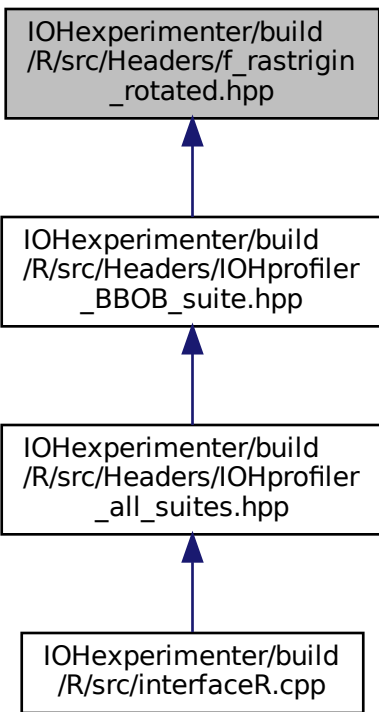 IOHexperimenter/build
/R/src/Headers/f_rastrigin
_rotated.hpp
IOHexperimenter/build
/R/src/Headers/IOHprofiler
_BBOB_suite.hpp
IOHexperimenter/build
/R/src/Headers/IOHprofiler
_all_suites.hpp
IOHexperimenter/build
/R/src/interfaceR.cpp